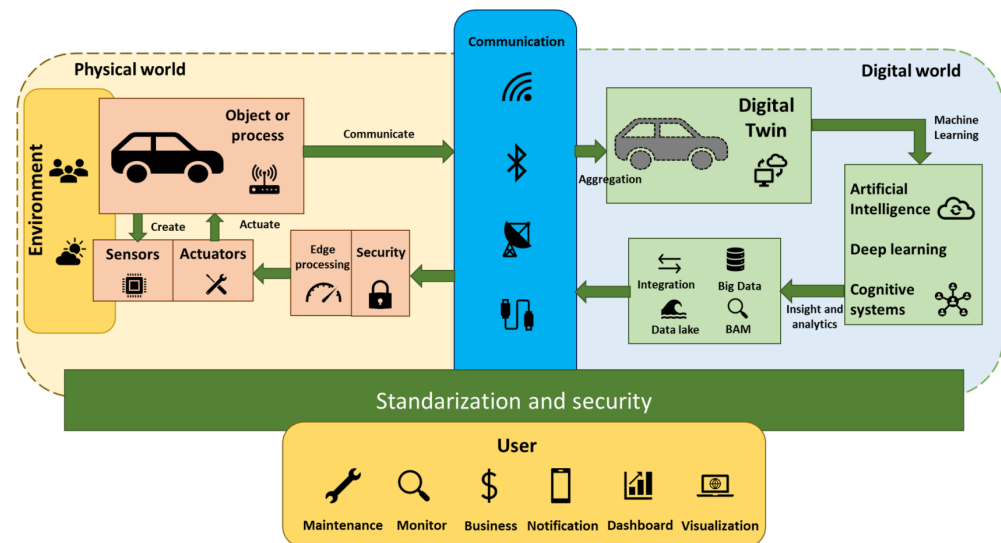 Communication
Physical world
Digital world
Environment
Object or
process
Communicate
Create
Actuate
Sensors
Actuators
Edge
processing
Security
Aggregation
Digital
Twin
Machine
Learning
Artificial
Intelligence
Deep learning
Cognitive
systems
Insight and
analytics
Integration
Big Data
Data lake
BAM
Standarization and security
User
Maintenance
Monitor
Business
Notification
Dashboard
Visualization